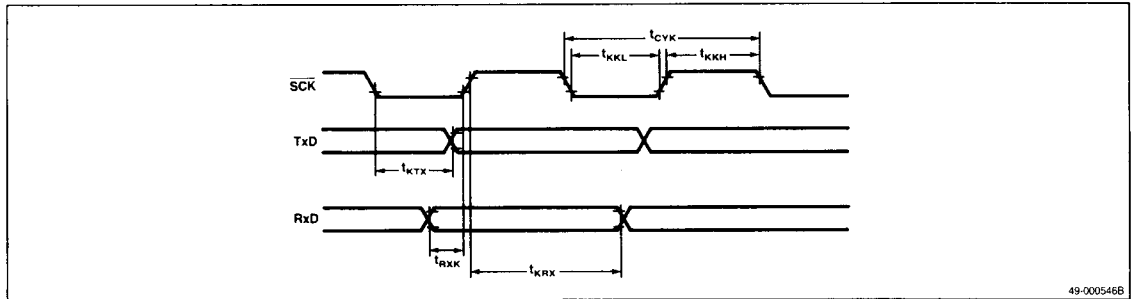 tCYK
tKKL
tKKH
SCK
TxD
tKTX
RxD
tRXK
tKRX
49-000546B